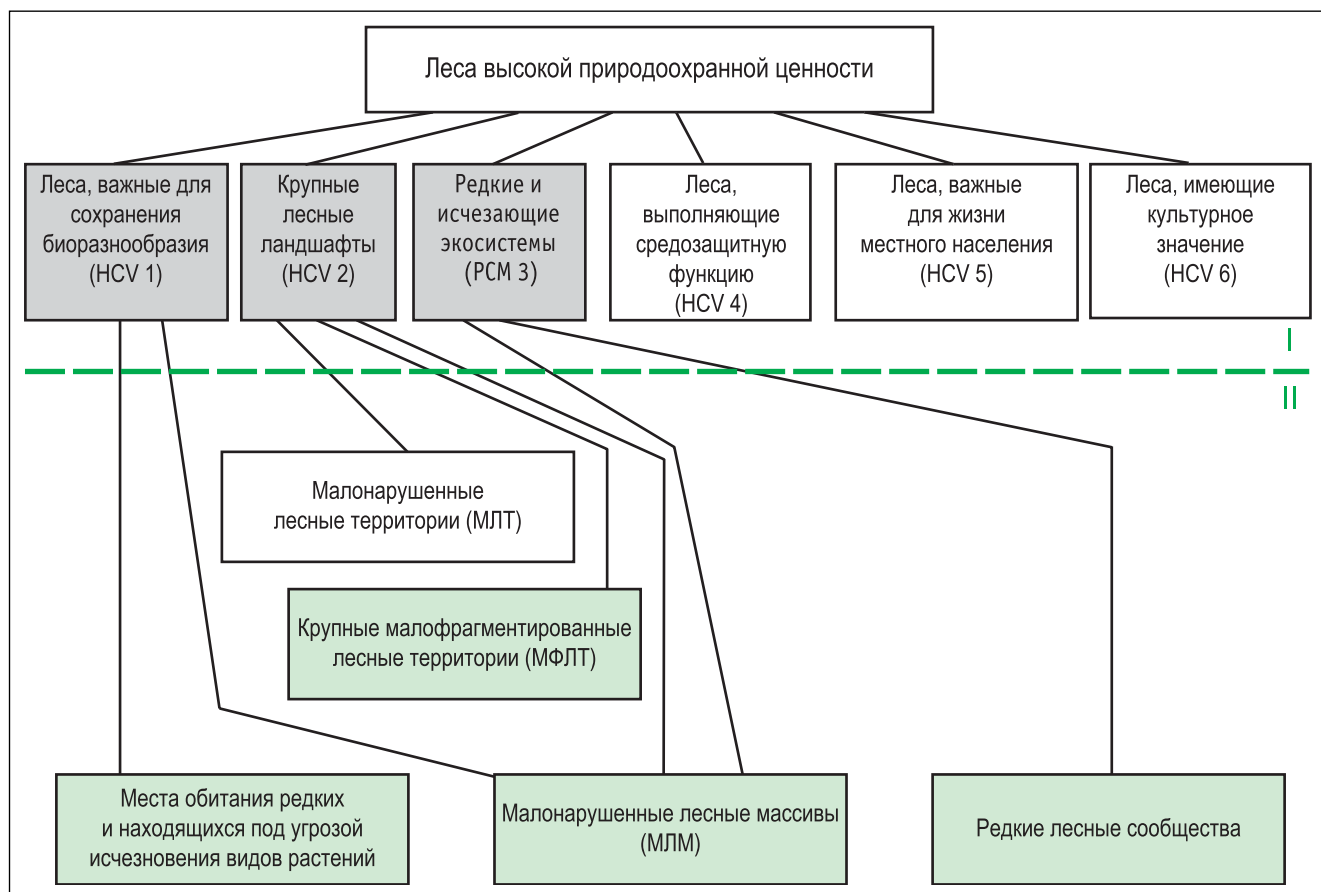 Леса высокой природоохранной ценности
Леса, важные для
сохранения
биоразнообразия
(HCV 1)
Крупные
лесные
ландшафты
(HCV 2)
Редкие и
исчезающие
экосистемы
(РСМ 3)
Леса,
выполняющие
средозащитную
функцию
(HCV 4)
Леса, важные
для жизни
местного населения
(HCV 5)
Леса, имеющие
культурное
значение
(HCV 6)
I
II
Малонарушенные
лесные территории (МЛТ)
Крупные малофрагментированные
лесные территории (МФЛТ)
Места обитания редких
и находящихся под угрозой
исчезновения видов растений
Малонарушенные лесные массивы
(МЛМ)
Редкие лесные сообщества